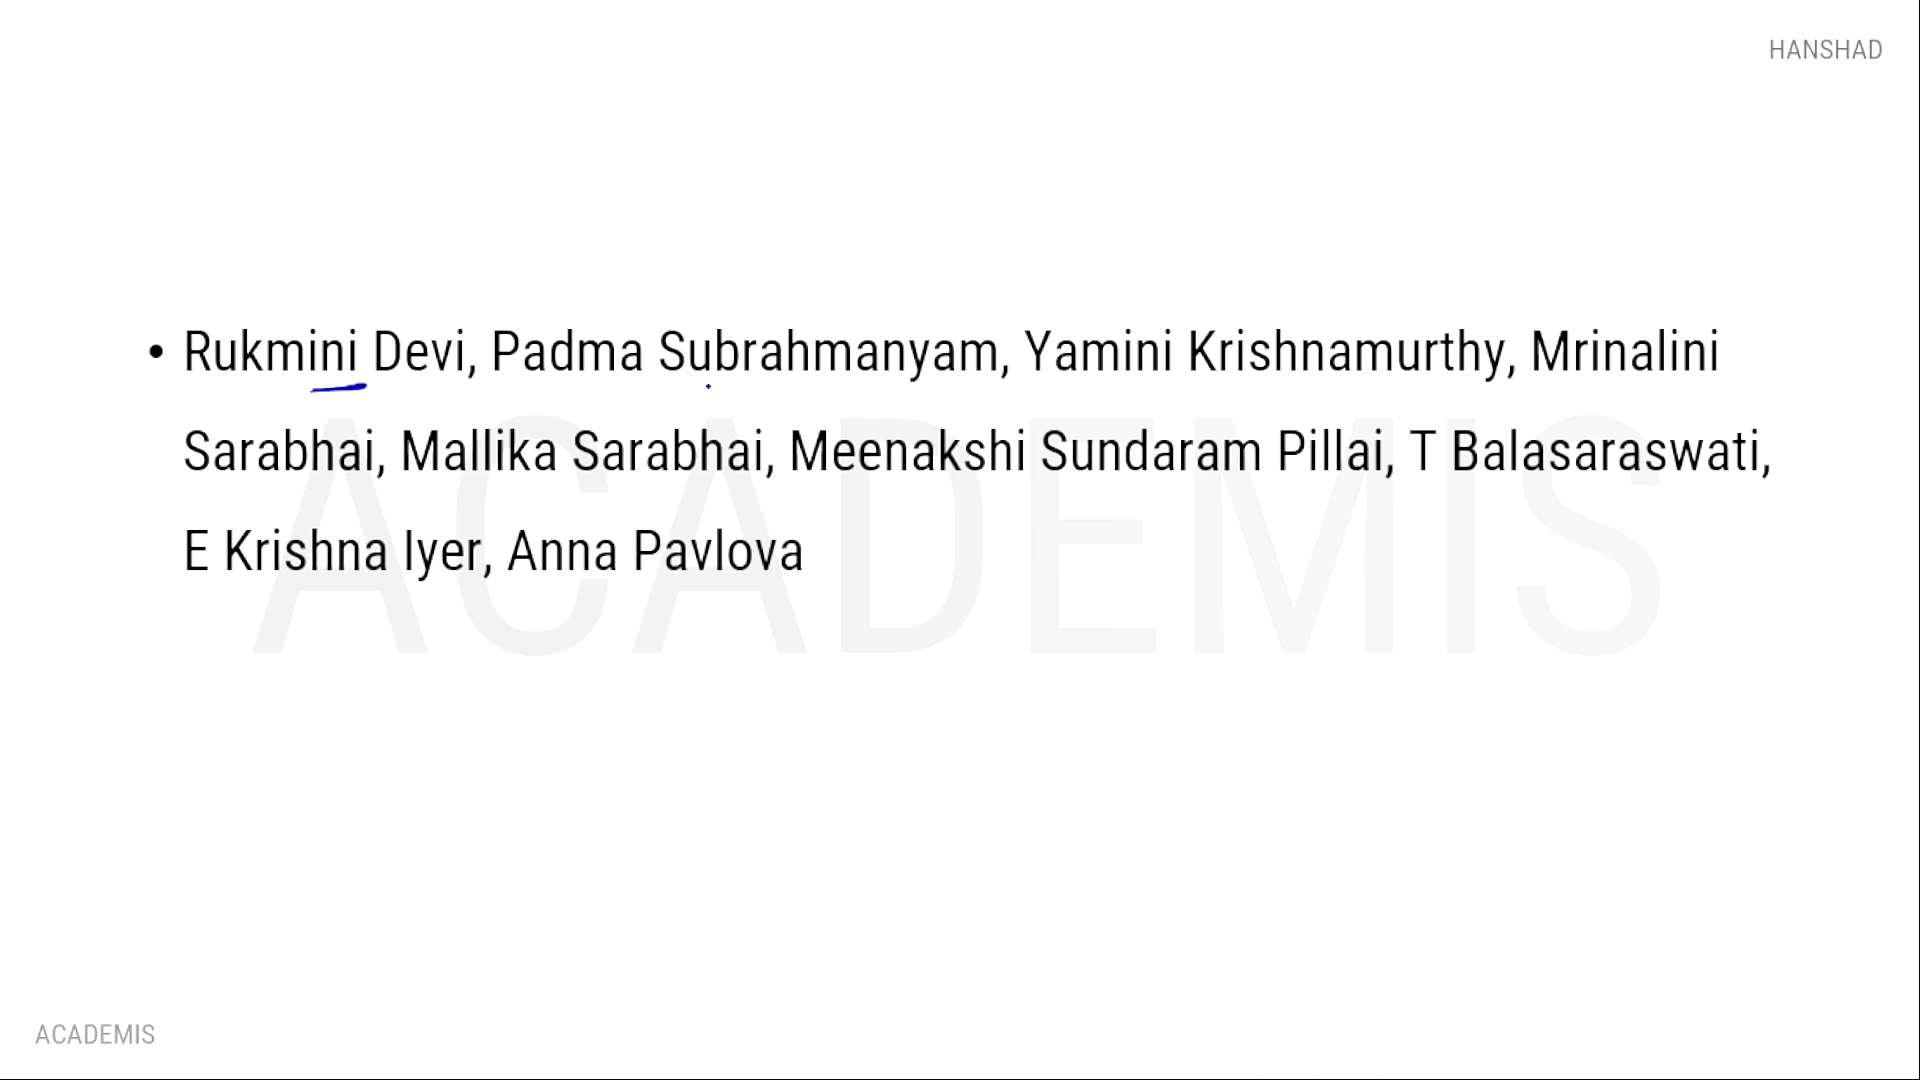 HANSHAD
• Rukmini Devi, Padma Subrahmanyam, Yamini Krishnamurthy, Mrinalini
Sarabhai, Mallika Sarabhai, Meenakshi Sundaram Pillai, T Balasaraswati,
E Krishna Iyer, Anna Pavlova
ACADEMIS
ACADEMIS